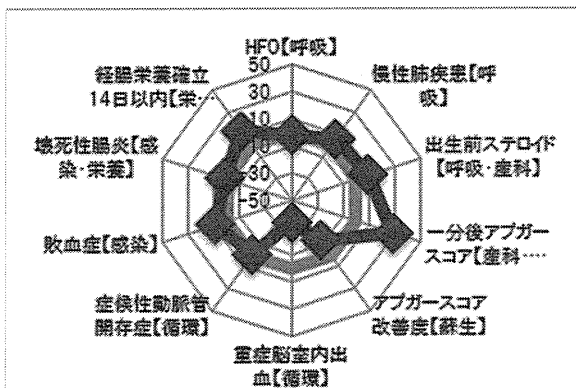 HFO【呼吸】
50
30
10
-10
-30
-50
慢性肺疾患【呼
吸】
出生前ステロイド
【呼吸・産科】
一分後アプガー
スコア【産科・…
アプガースコア
改善度【蘇生】
重症脳室内出
血【循環】
症候性動脈管
開存症【循環】
敗血症【感染】
壊死性腸炎【感
染・栄養】
経腸栄養確立
14日以内【栄…